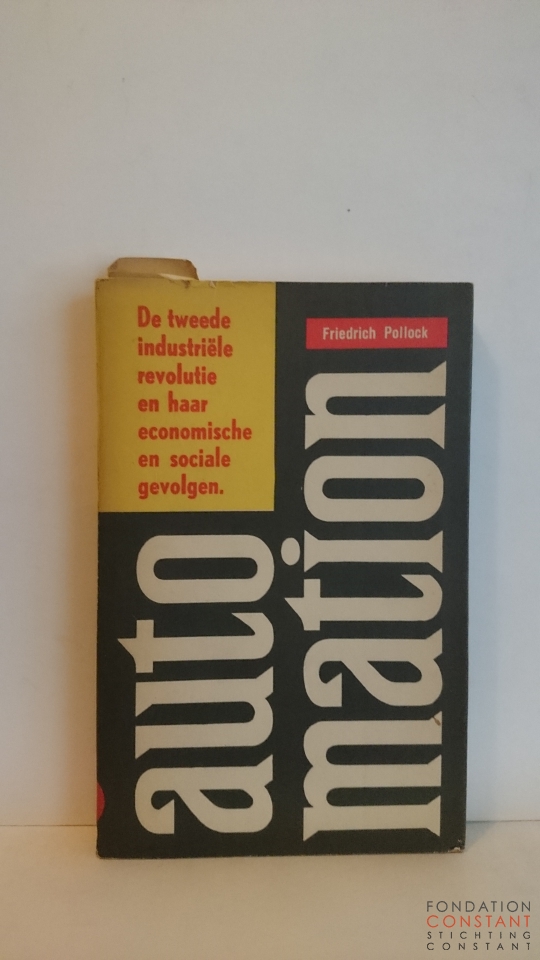 De tweede
industriële
revolutie
en haar
economische
en sociale
gevolgen.
Friedrich Pollock
auto
mation
FONDATION
CONSTANT
STICHTING
CONSTANT